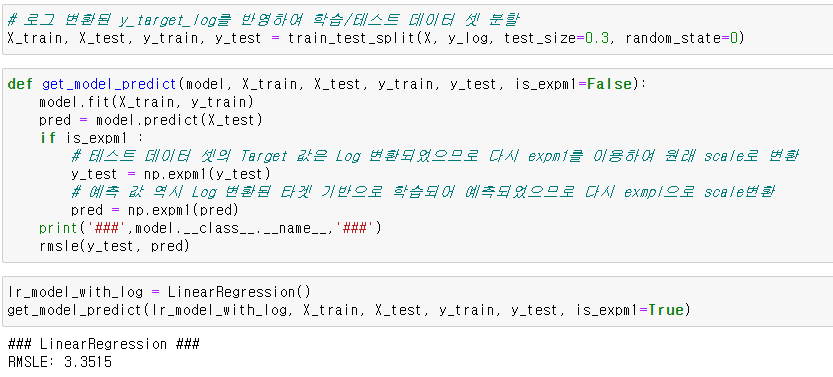 # 로그 변환된 y_target_log를 반영하여 학습/테스트 데이터 셋 분할
X_train, X_test, y_train, y_test = train_test_split(X, y_log, test_size=0.3, random_state=0)
def get_model_predict(model, X_train, X_test, y_train, y_test, is_expm1=False):
    model.fit(X_train, y_train)
    pred = model.predict(X_test)
    if is_expm1 :
        # 테스트 데이터 셋의 Target 값은 Log 변환되었으므로 다시 expm1를 이용하여 원래 scale로 변환
        y_test = np.expm1(y_test)
        # 예측 값 역시 Log 변환된 타겟 기반으로 학습되어 예측되었으므로 다시 exmpl으로 scale변환
        pred = np.expm1(pred)
    print('###',model.__class__.__name__,'###')
    rmsle(y_test, pred)
lr_model_with_log = LinearRegression()
get_model_predict(lr_model_with_log, X_train, X_test, y_train, y_test, is_expm1=True)
### LinearRegression ###
RMSLE: 3.3515